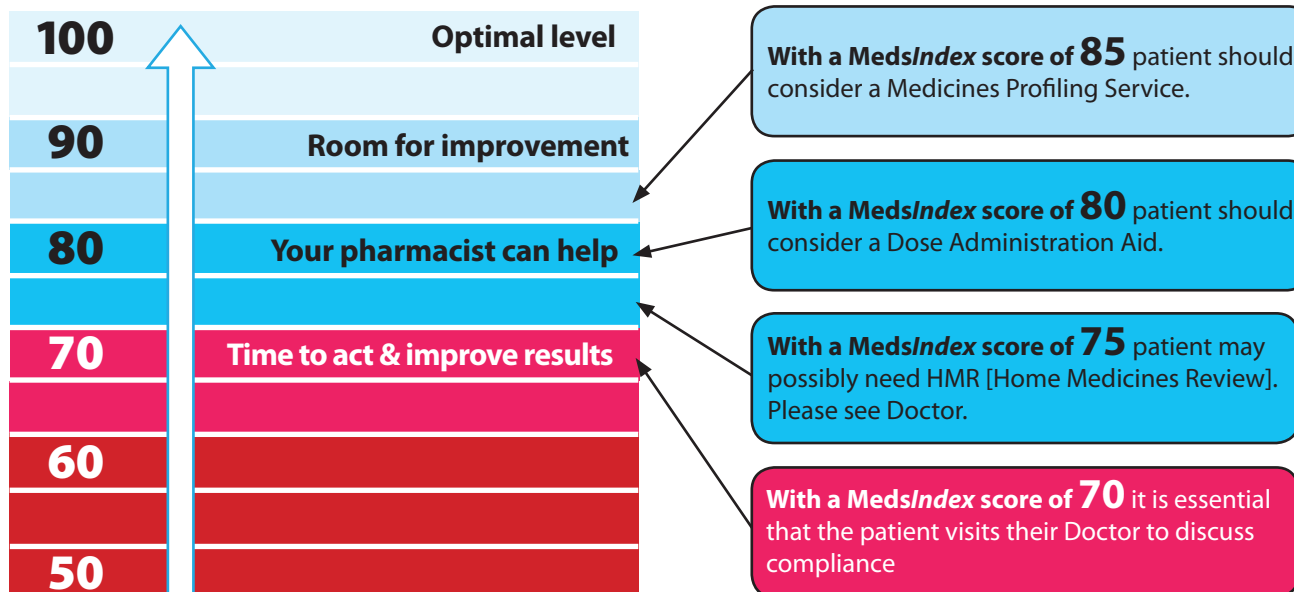 100 Optimal level
90 Room for improvement
80 Your pharmacist can help
70 Time to act & improve results
60
50
With a MedsIndex score of 85 patient should
consider a Medicines Profiling Service.
With a MedsIndex score of 80 patient should
consider a Dose Administration Aid.
With a MedsIndex score of 75 patient may
possibly need HMR [Home Medicines Review].
Please see Doctor.
With a MedsIndex score of 70 it is essential
that the patient visits their Doctor to discuss
compliance